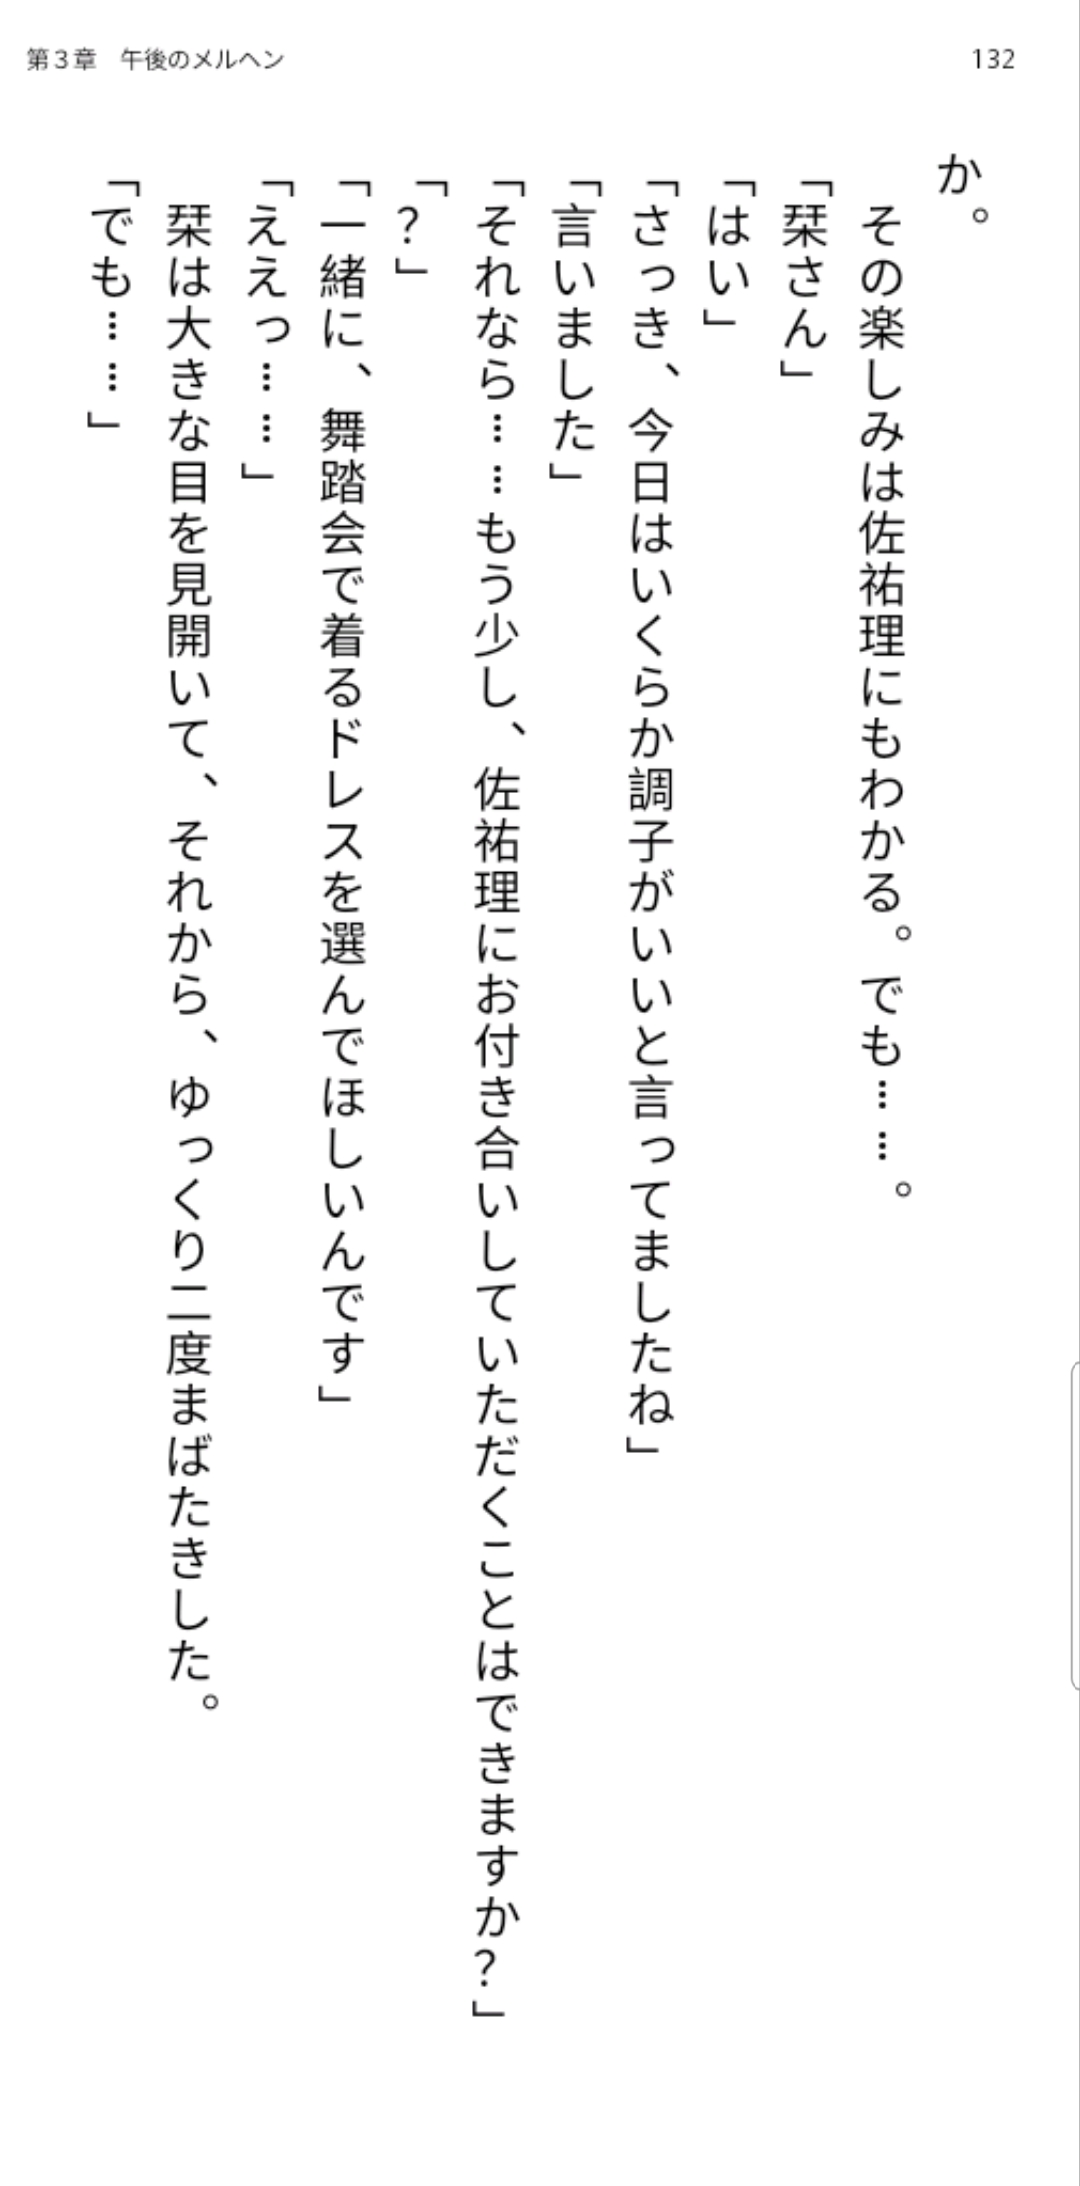 第３章　午後のメルヘン
132
か。
　その楽しみは佐祐理にもわかる。でも……。
「栞さん」
「はい」
「さっき、今日はいくらか調子がいいと言ってましたね」
「言いました」
「それなら……もう少し、佐祐理にお付き合いしていただくことはできますか？」
「？」
「一緒に、舞踏会で着るドレスを選んでほしいんです」
「ええっ……」
　栞は大きな目を見開いて、それから、ゆっくり二度まばたきした。
「でも……」